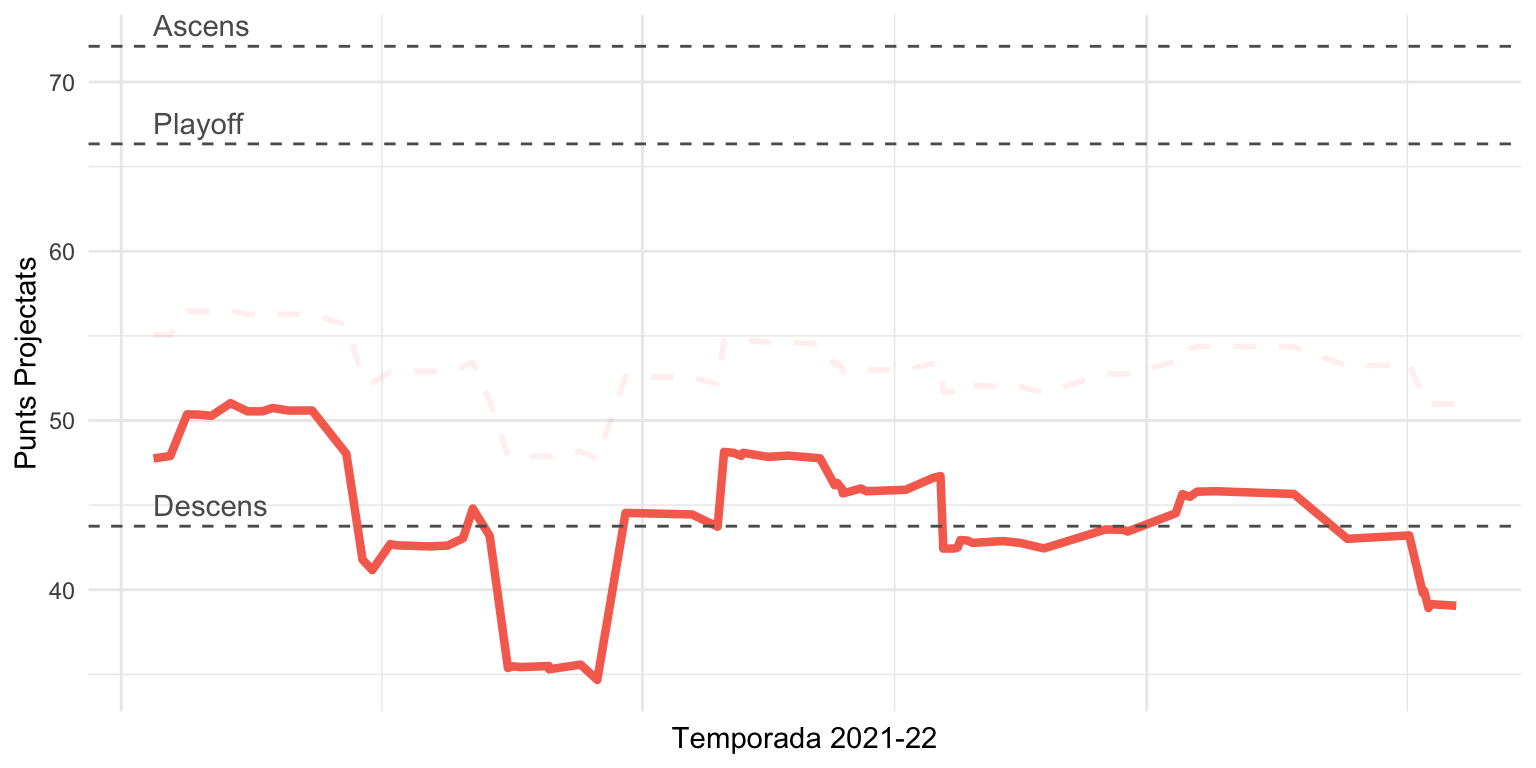 Ascens
70
Playoff
60
Punts Projectats
50
Descens
40
Temporada 2021-22